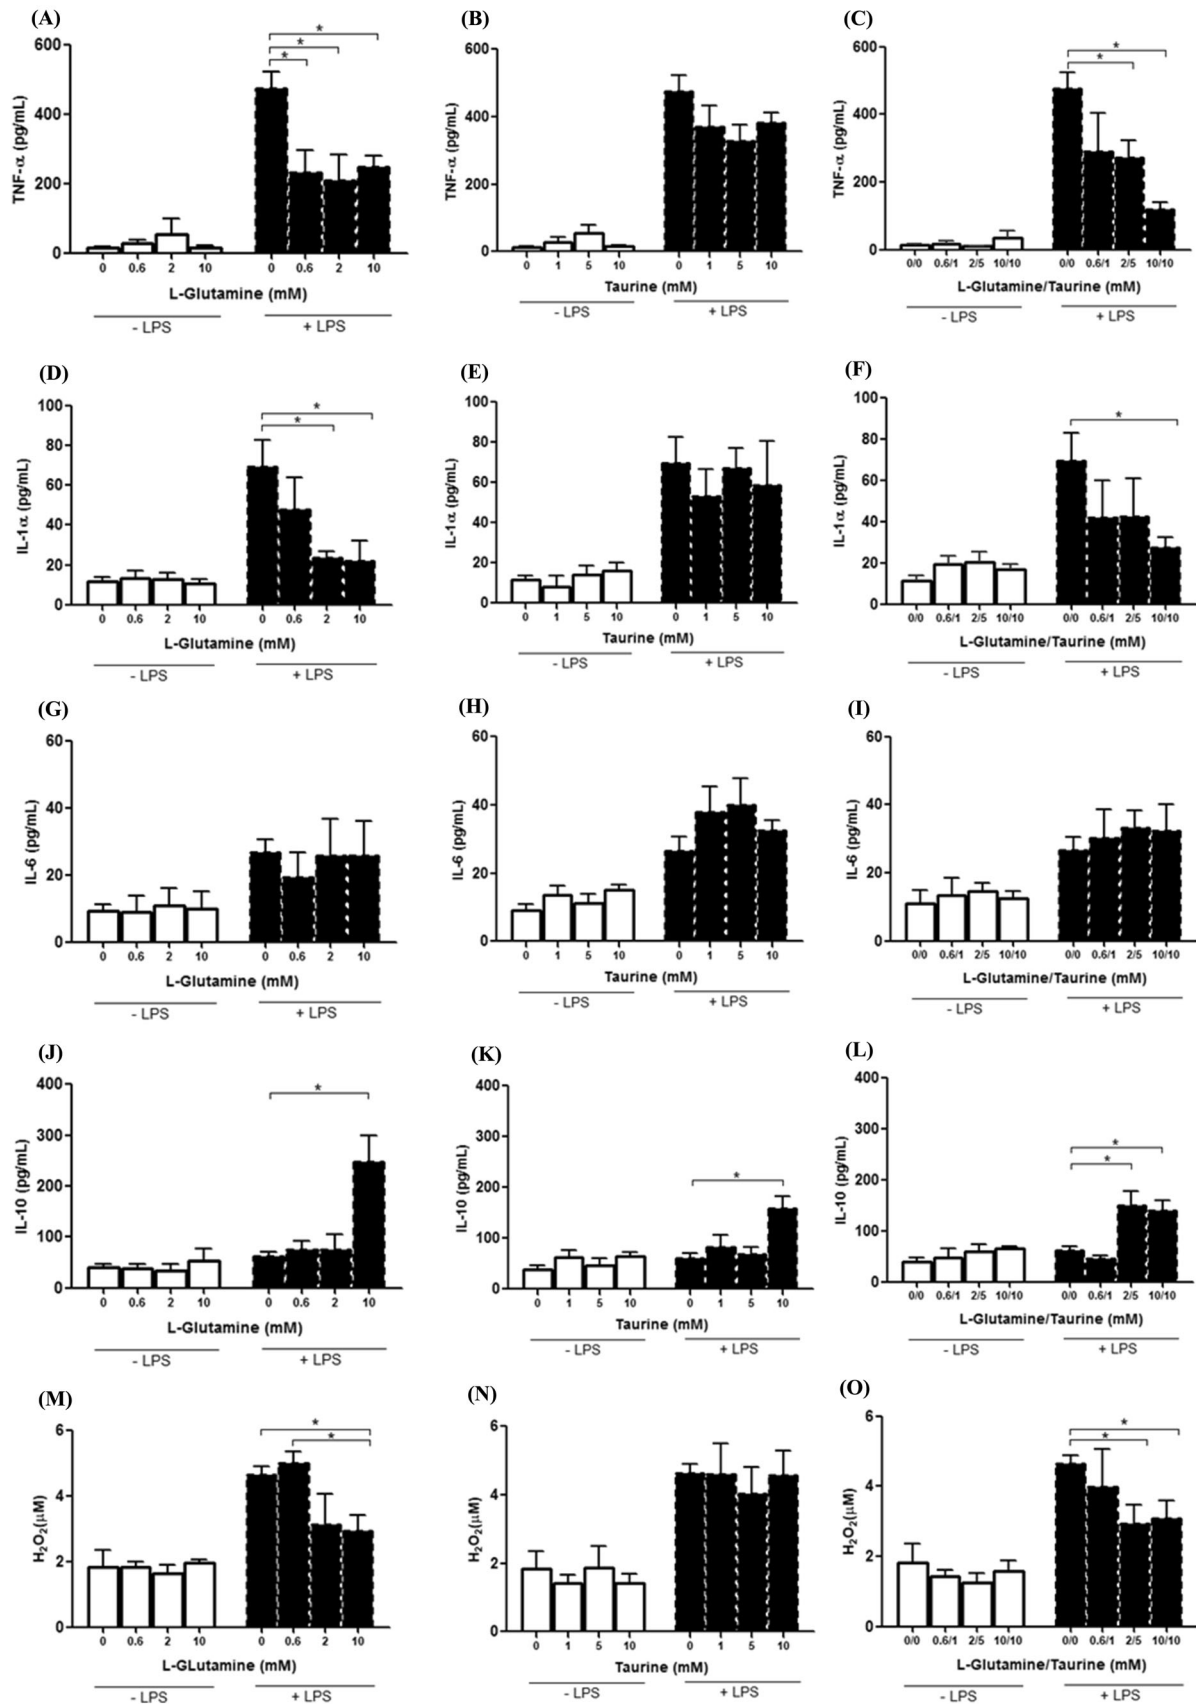 (A)
(B)
(C)
* * *
* *
TNF-α (pg/mL)
600
400
200
0
0 0.6 2 10 0 0.6 2 10
L-Glutamine (mM)
- LPS + LPS
TNF-α (pg/mL)
600
400
200
0
0 1 5 10 0 1 5 10
Taurine (mM)
- LPS + LPS
TNF-α (pg/mL)
600
400
200
0
0/0 0.6/1 2/5 10/10 0/0 0.6/1 2/5 10/10
L-Glutamine/Taurine (mM)
- LPS + LPS
(D)
(E)
(F)
* *
*
IL-1α (pg/mL)
100
80
60
40
20
0
0 0.6 2 10 0 0.6 2 10
L-Glutamine (mM)
- LPS + LPS
IL-1α (pg/mL)
100
80
60
40
20
0
0 1 5 10 0 1 5 10
Taurine (mM)
- LPS + LPS
IL-1α (pg/mL)
100
80
60
40
20
0
0/0 0.6/1 2/5 10/10 0/0 0.6/1 2/5 10/10
L-Glutamine/Taurine (mM)
- LPS + LPS
(G)
(H)
(I)
IL-6 (pg/mL)
60
40
20
0
0 0.6 2 10 0 0.6 2 10
L-Glutamine (mM)
- LPS + LPS
IL-6 (pg/mL)
60
40
20
0
0 1 5 10 0 1 5 10
Taurine (mM)
- LPS + LPS
IL-6 (pg/mL)
60
40
20
0
0/0 0.6/1 2/5 10/10 0/0 0.6/1 2/5 10/10
L-Glutamine/Taurine (mM)
- LPS + LPS
(J)
(K)
(L)
*
*
* *
IL-10 (pg/mL)
400
300
200
100
0
0 0.6 2 10 0 0.6 2 10
L-Glutamine (mM)
- LPS + LPS
IL-10 (pg/mL)
400
300
200
100
0
0 1 5 10 0 1 5 10
Taurine (mM)
- LPS + LPS
IL-10 (pg/mL)
400
300
200
100
0
0/0 0.6/1 2/5 10/10 0/0 0.6/1 2/5 10/10
L-Glutamine/Taurine (mM)
- LPS + LPS
(M)
(N)
(O)
* *
* *
H₂O₂(μM)
6
4
2
0
0 0.6 2 10 0 0.6 2 10
L-GLutamine (mM)
- LPS + LPS
H₂O₂(μM)
6
4
2
0
0 1 5 10 0 1 5 10
Taurine (mM)
- LPS + LPS
H₂O₂(μM)
6
4
2
0
0/0 0.6/1 2/5 10/10 0/0 0.6/1 2/5 10/10
L-Glutamine/Taurine (mM)
- LPS + LPS